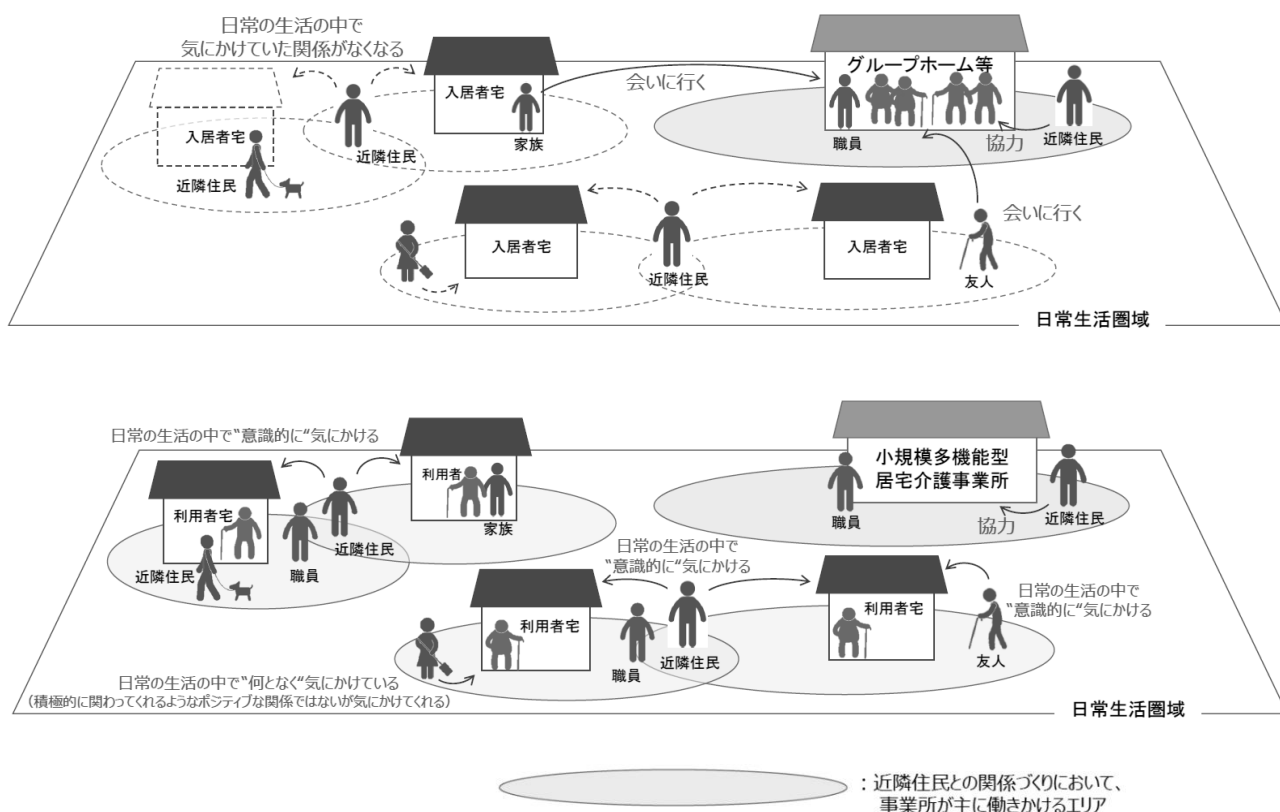 日常の生活の中で
気にかけていた関係がなくなる
入居者宅
近隣住民
近隣住民
入居者宅
家族
会いに行く
グループホーム等
職員
協力
近隣住民
入居者宅
近隣住民
入居者宅
会いに行く
友人
日常生活圏域
日常の生活の中で“意識的に“気にかける
利用者宅
近隣住民
職員
近隣住民
利用者
家族
小規模多機能型
居宅介護事業所
職員
協力
近隣住民
日常の生活の中で
“意識的に“気にかける
利用者宅
職員
近隣住民
利用者宅
日常の生活の中で
“意識的に“気にかける
友人
日常の生活の中で“何となく“気にかけている
（積極的に関わってくれるようなポジティブな関係ではないが気にかけてくれる）
日常生活圏域
：近隣住民との関係づくりにおいて、
事業所が主に働きかけるエリア